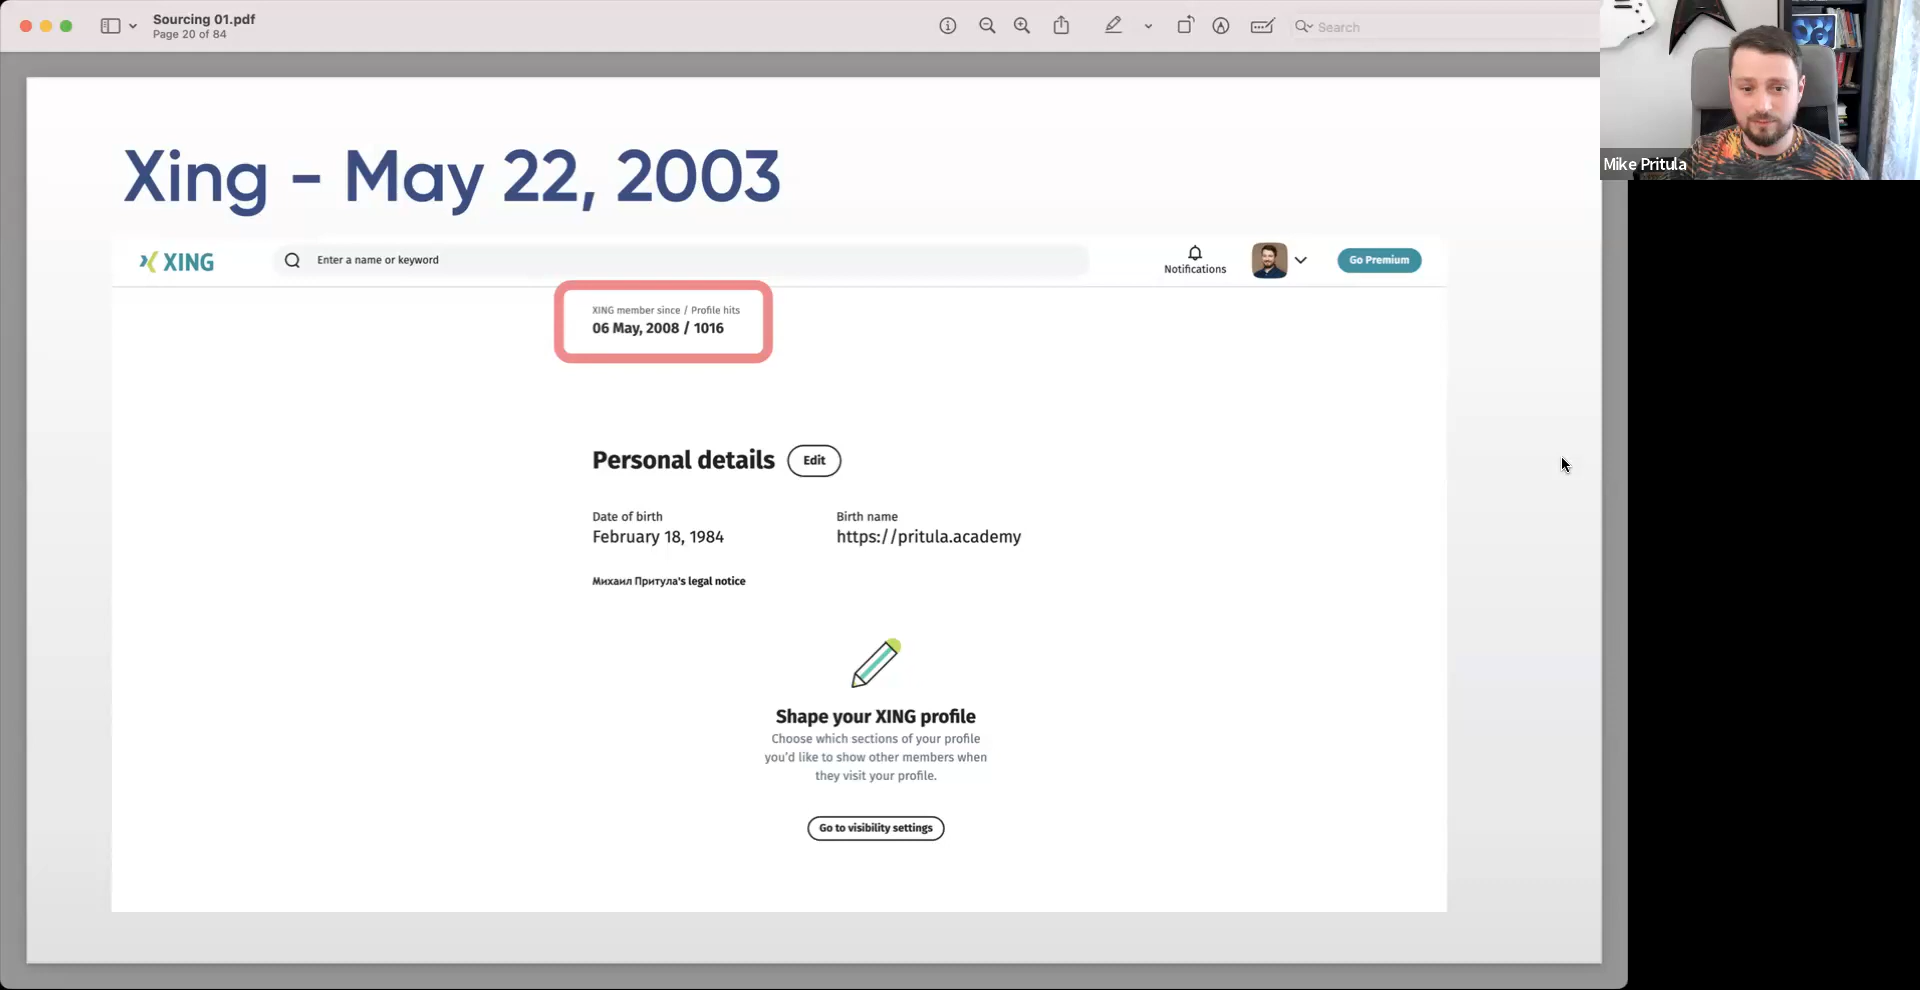 Sourcing 01.pdf
Page 20 of 84
Search
Mike Pritula
Xing - May 22, 2003
XING
Enter a name or keyword
Notifications
Go Premium
XING member since / Profile hits
06 May, 2008 / 1016
Personal details
Edit
Date of birth
Birth name
February 18, 1984
https://pritula.academy
Михаил Притула's legal notice
Shape your XING profile
Choose which sections of your profile
you'd like to show other members when
they visit your profile.
Go to visibility settings